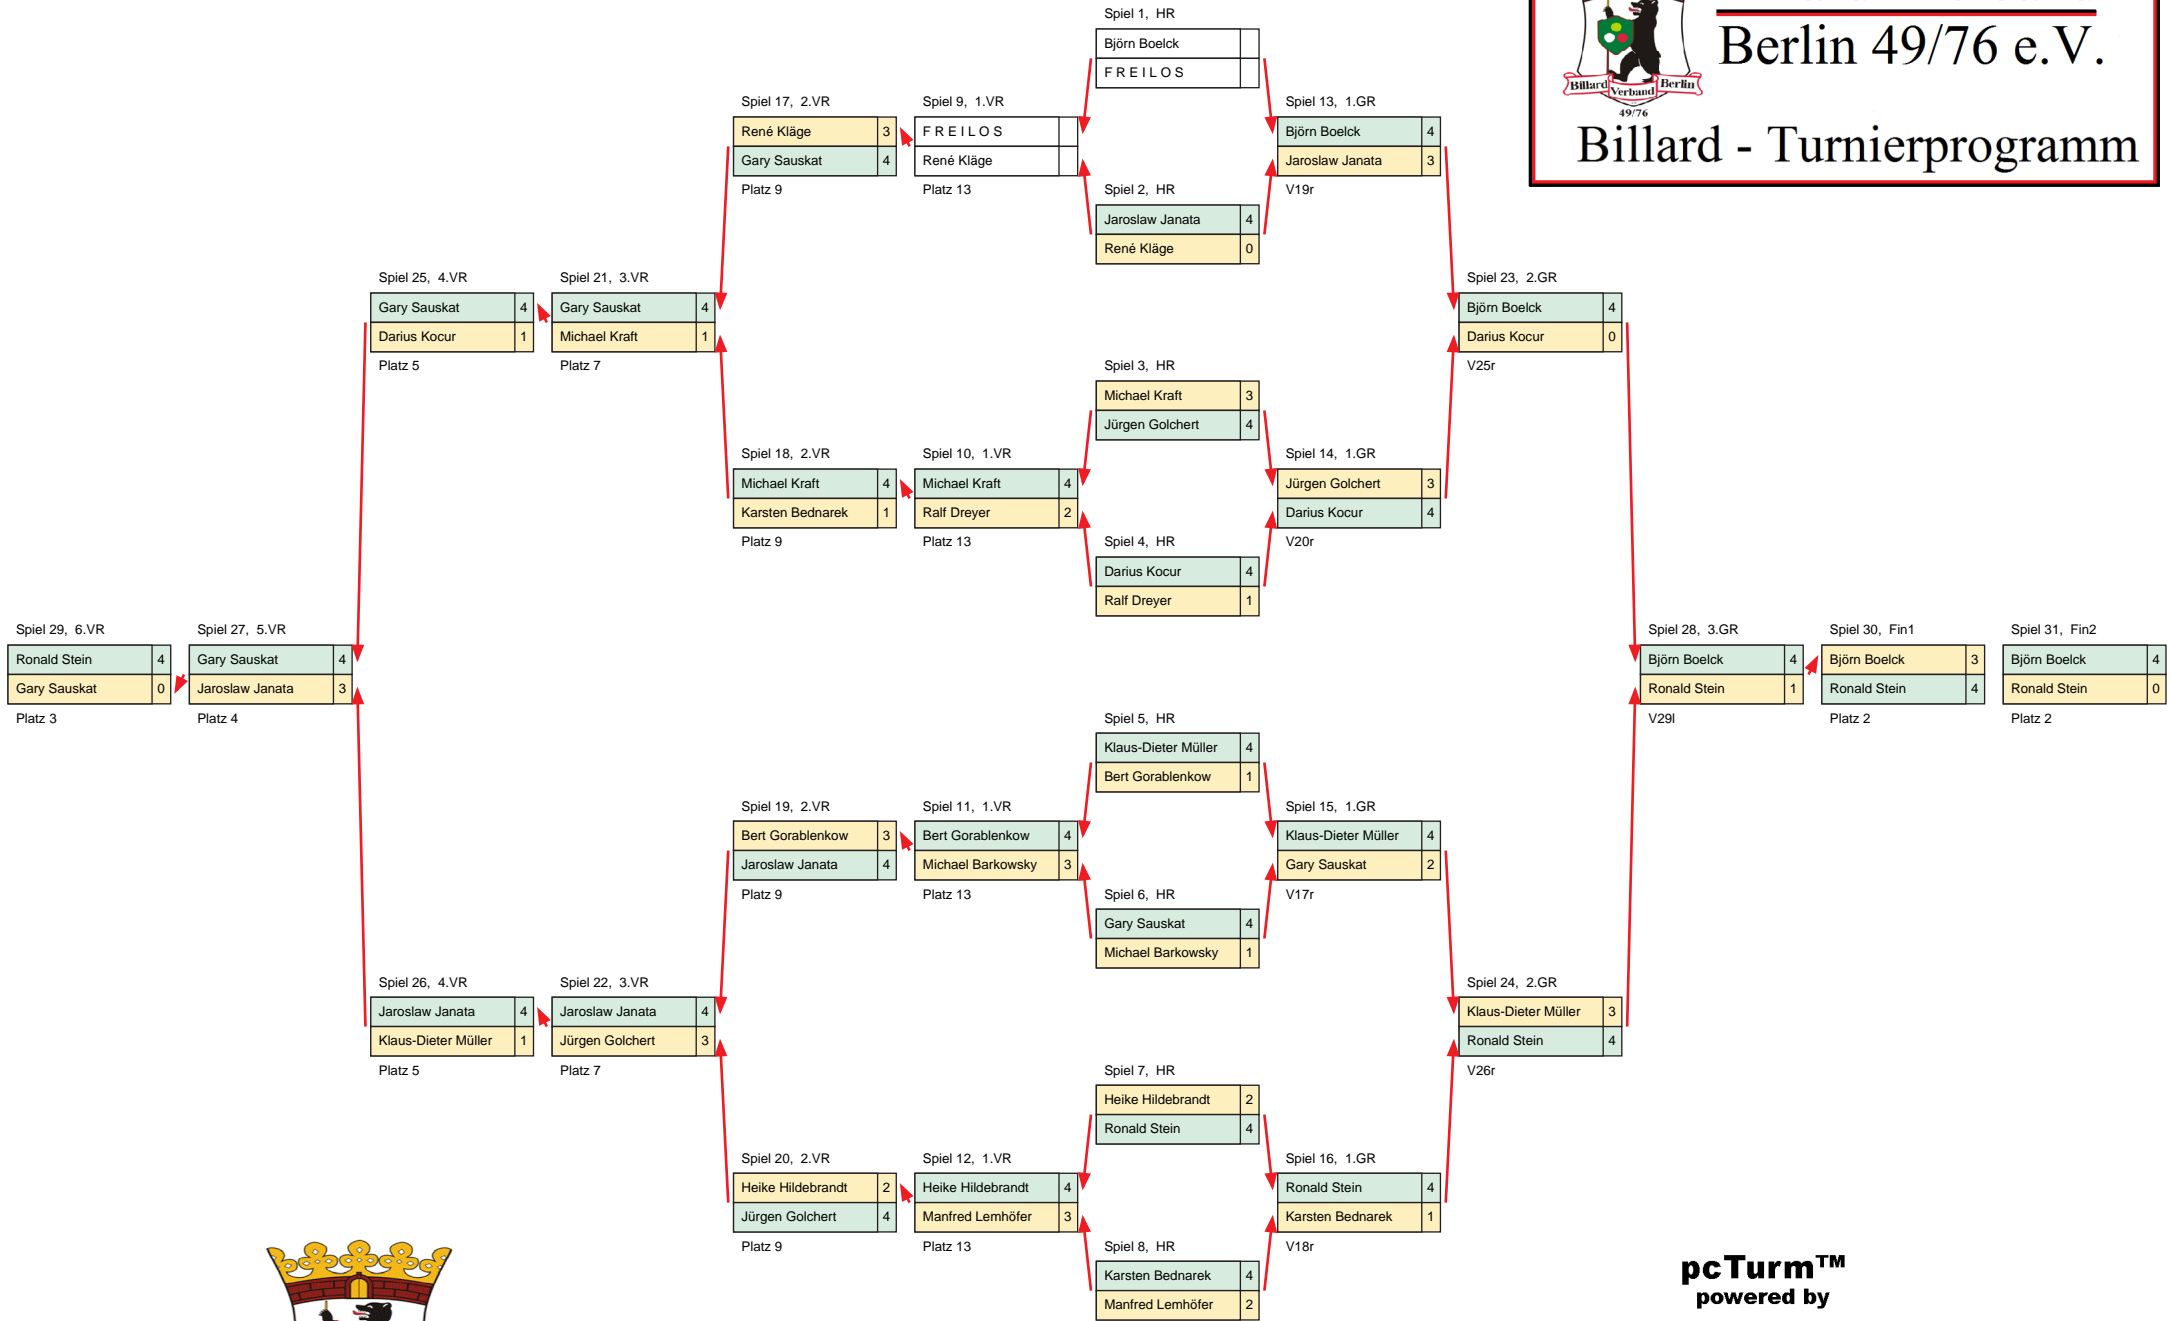 Spiel 1, HR
Björn Boelck
F R E I L O S
Berlin 49/76 e.V.
Billard Verband Berlin
49/76
Billard - Turnierprogramm
Spiel 17, 2.VR
René Kläge 3
Gary Sauskat 4
Platz 9
Spiel 9, 1.VR
F R E I L O S
René Kläge
Platz 13
Spiel 13, 1.GR
Björn Boelck 4
Jaroslaw Janata 3
V19r
Spiel 2, HR
Jaroslaw Janata 4
René Kläge 0
Spiel 25, 4.VR
Gary Sauskat 4
Darius Kocur 1
Platz 5
Spiel 21, 3.VR
Gary Sauskat 4
Michael Kraft 1
Platz 7
Spiel 23, 2.GR
Björn Boelck 4
Darius Kocur 0
V25r
Spiel 3, HR
Michael Kraft 3
Jürgen Golchert 4
Spiel 18, 2.VR
Michael Kraft 4
Karsten Bednarek 1
Platz 9
Spiel 10, 1.VR
Michael Kraft 4
Ralf Dreyer 2
Platz 13
Spiel 14, 1.GR
Jürgen Golchert 3
Darius Kocur 4
V20r
Spiel 4, HR
Darius Kocur 4
Ralf Dreyer 1
Spiel 29, 6.VR
Ronald Stein 4
Gary Sauskat 0
Platz 3
Spiel 27, 5.VR
Gary Sauskat 4
Jaroslaw Janata 3
Platz 4
Spiel 28, 3.GR
Björn Boelck 4
Ronald Stein 1
V29l
Spiel 30, Fin1
Björn Boelck 3
Ronald Stein 4
Platz 2
Spiel 31, Fin2
Björn Boelck 4
Ronald Stein 0
Platz 2
Spiel 5, HR
Klaus-Dieter Müller 4
Bert Gorablenkow 1
Spiel 19, 2.VR
Bert Gorablenkow 3
Jaroslaw Janata 4
Platz 9
Spiel 11, 1.VR
Bert Gorablenkow 4
Michael Barkowsky 3
Platz 13
Spiel 15, 1.GR
Klaus-Dieter Müller 4
Gary Sauskat 2
V17r
Spiel 6, HR
Gary Sauskat 4
Michael Barkowsky 1
Spiel 26, 4.VR
Jaroslaw Janata 4
Klaus-Dieter Müller 1
Platz 5
Spiel 22, 3.VR
Jaroslaw Janata 4
Jürgen Golchert 3
Platz 7
Spiel 24, 2.GR
Klaus-Dieter Müller 3
Ronald Stein 4
V26r
Spiel 7, HR
Heike Hildebrandt 2
Ronald Stein 4
Spiel 20, 2.VR
Heike Hildebrandt 2
Jürgen Golchert 4
Platz 9
Spiel 12, 1.VR
Heike Hildebrandt 4
Manfred Lemhöfer 3
Platz 13
Spiel 16, 1.GR
Ronald Stein 4
Karsten Bednarek 1
V18r
Spiel 8, HR
Karsten Bednarek 4
Manfred Lemhöfer 2
pcTurm™
powered by